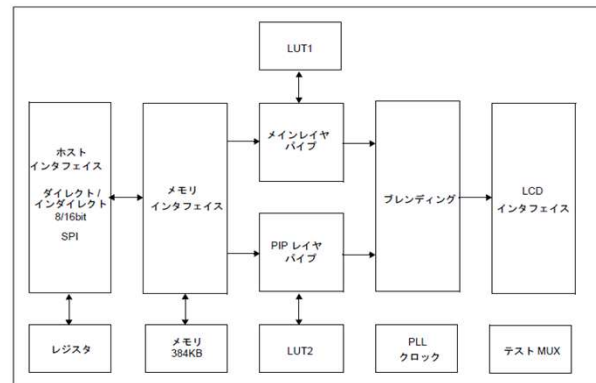 LUT1
ホスト
インタフェイス
ダイレクト /
インダイレクト
8/16bit
SPI
メモリ
インタフェイス
メインレイヤ
パイプ
PIP レイヤ
パイプ
ブレンディング
LCD
インタフェイス
レジスタ
メモリ
384KB
LUT2
PLL
クロック
テスト MUX